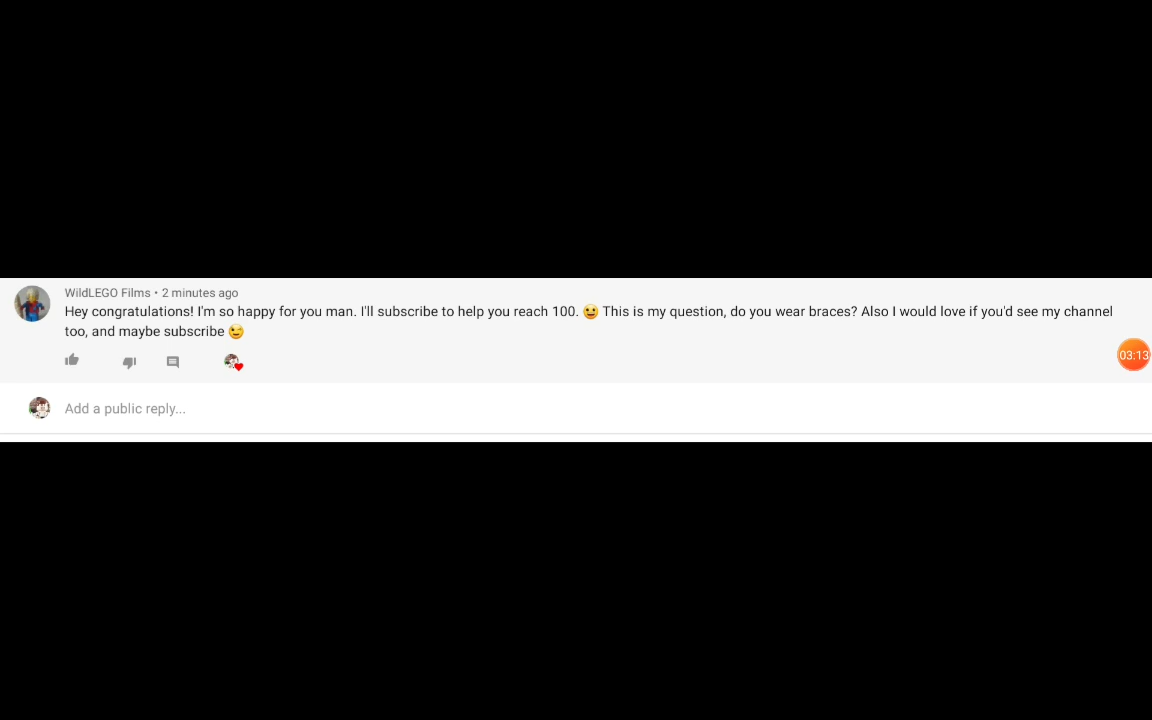 WildLEGO Films • 2 minutes ago
Hey congratulations! I'm so happy for you man. I'll subscribe to help you reach 100. 😀 This is my question, do you wear braces? Also I would love if you'd see my channel
too, and maybe subscribe 😉
03:13
Add a public reply...